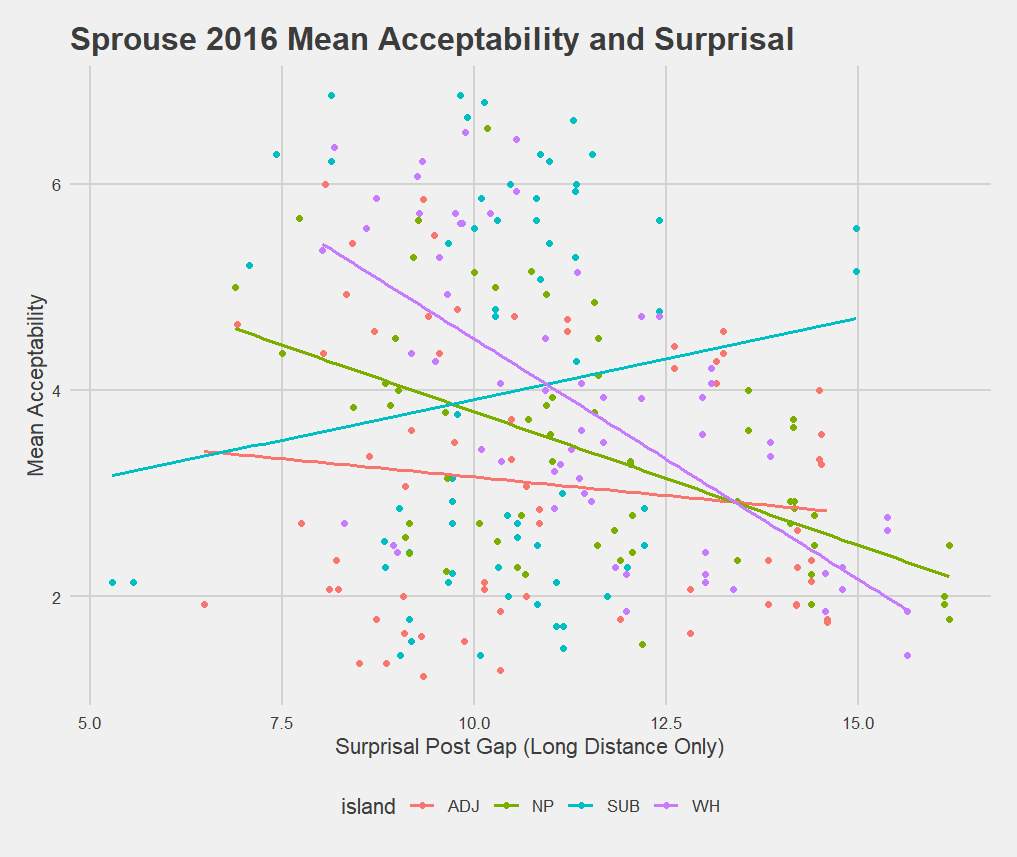 Sprouse 2016 Mean Acceptability and Surprisal
Mean Acceptability
6
4
2
5.0 7.5 10.0 12.5 15.0
Surprisal Post Gap (Long Distance Only)
island ADJ NP SUB WH